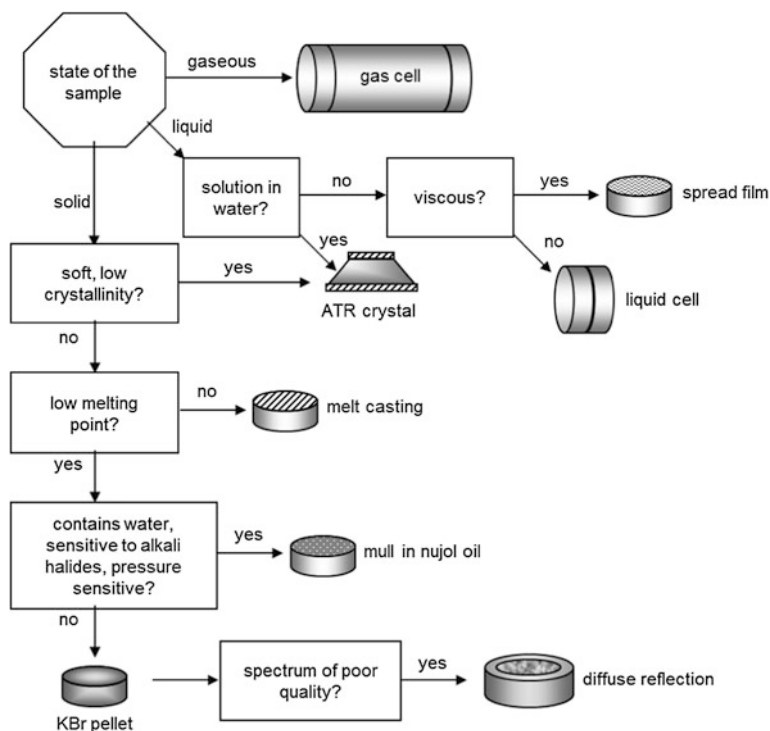 state of the
sample
gaseous
gas cell
liquid
solid
solution in
water?
no
viscous?
yes
spread film
yes
no
liquid cell
soft, low
crystallinity?
yes
ATR crystal
no
low melting
point?
no
melt casting
yes
contains water,
sensitive to alkali
halides, pressure
sensitive?
yes
mull in nujol oil
no
KBr pellet
spectrum of poor
quality?
yes
diffuse reflection